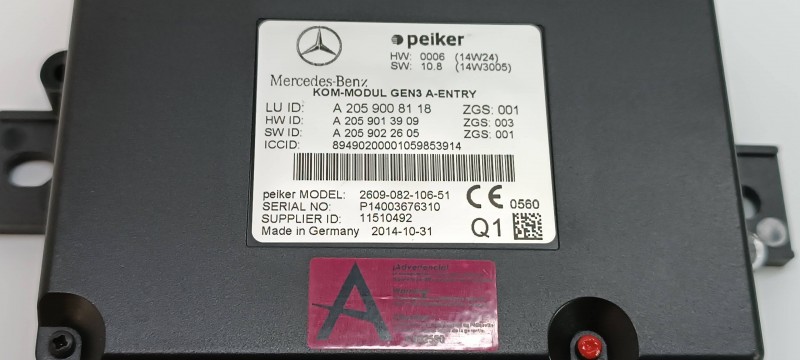 peiker
HW: 0006 (14W24)
SW: 10.8 (14W3005)
Mercedes-Benz
KOM-MODUL GEN3 A-ENTRY
LU ID: A 205 900 81 18 ZGS: 001
HW ID: A 205 901 39 09 ZGS: 003
SW ID: A 205 902 26 05 ZGS: 001
ICCID: 89490200001059853914
peiker MODEL: 2609-082-106-51
SERIAL NO: P14003676310
SUPPLIER ID: 11510492
Made in Germany 2014-10-31
CE 0560
Q1
A
de la garantie.